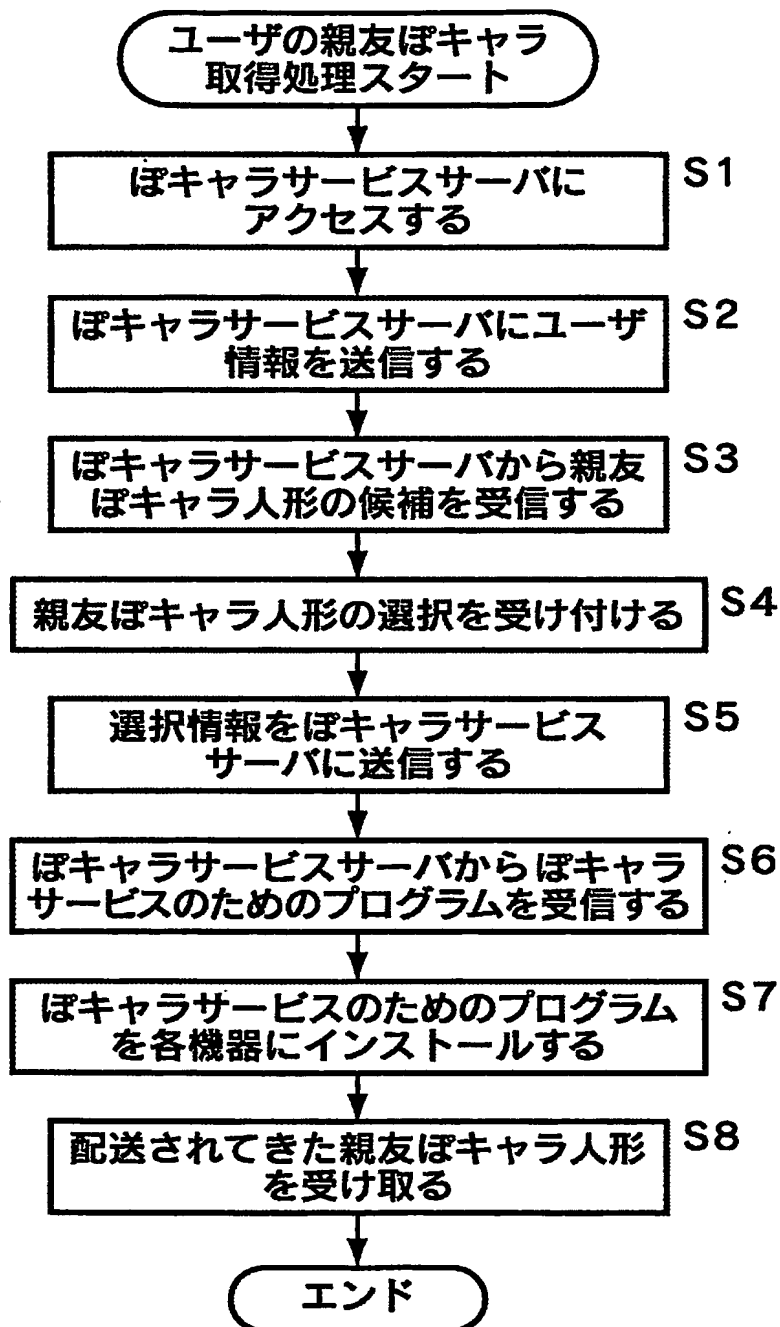 ユーザの親友ぽキャラ
取得処理スタート
ぽキャラサービスサーバに
アクセスする
S1
ぽキャラサービスサーバにユーザ
情報を送信する
S2
ぽキャラサービスサーバから親友
ぽキャラ人形の候補を受信する
S3
親友ぽキャラ人形の選択を受け付ける
S4
選択情報をぽキャラサービス
サーバに送信する
S5
ぽキャラサービスサーバからぽキャラ
サービスのためのプログラムを受信する
S6
ぽキャラサービスのためのプログラム
を各機器にインストールする
S7
配送されてきた親友ぽキャラ人形
を受け取る
S8
エンド